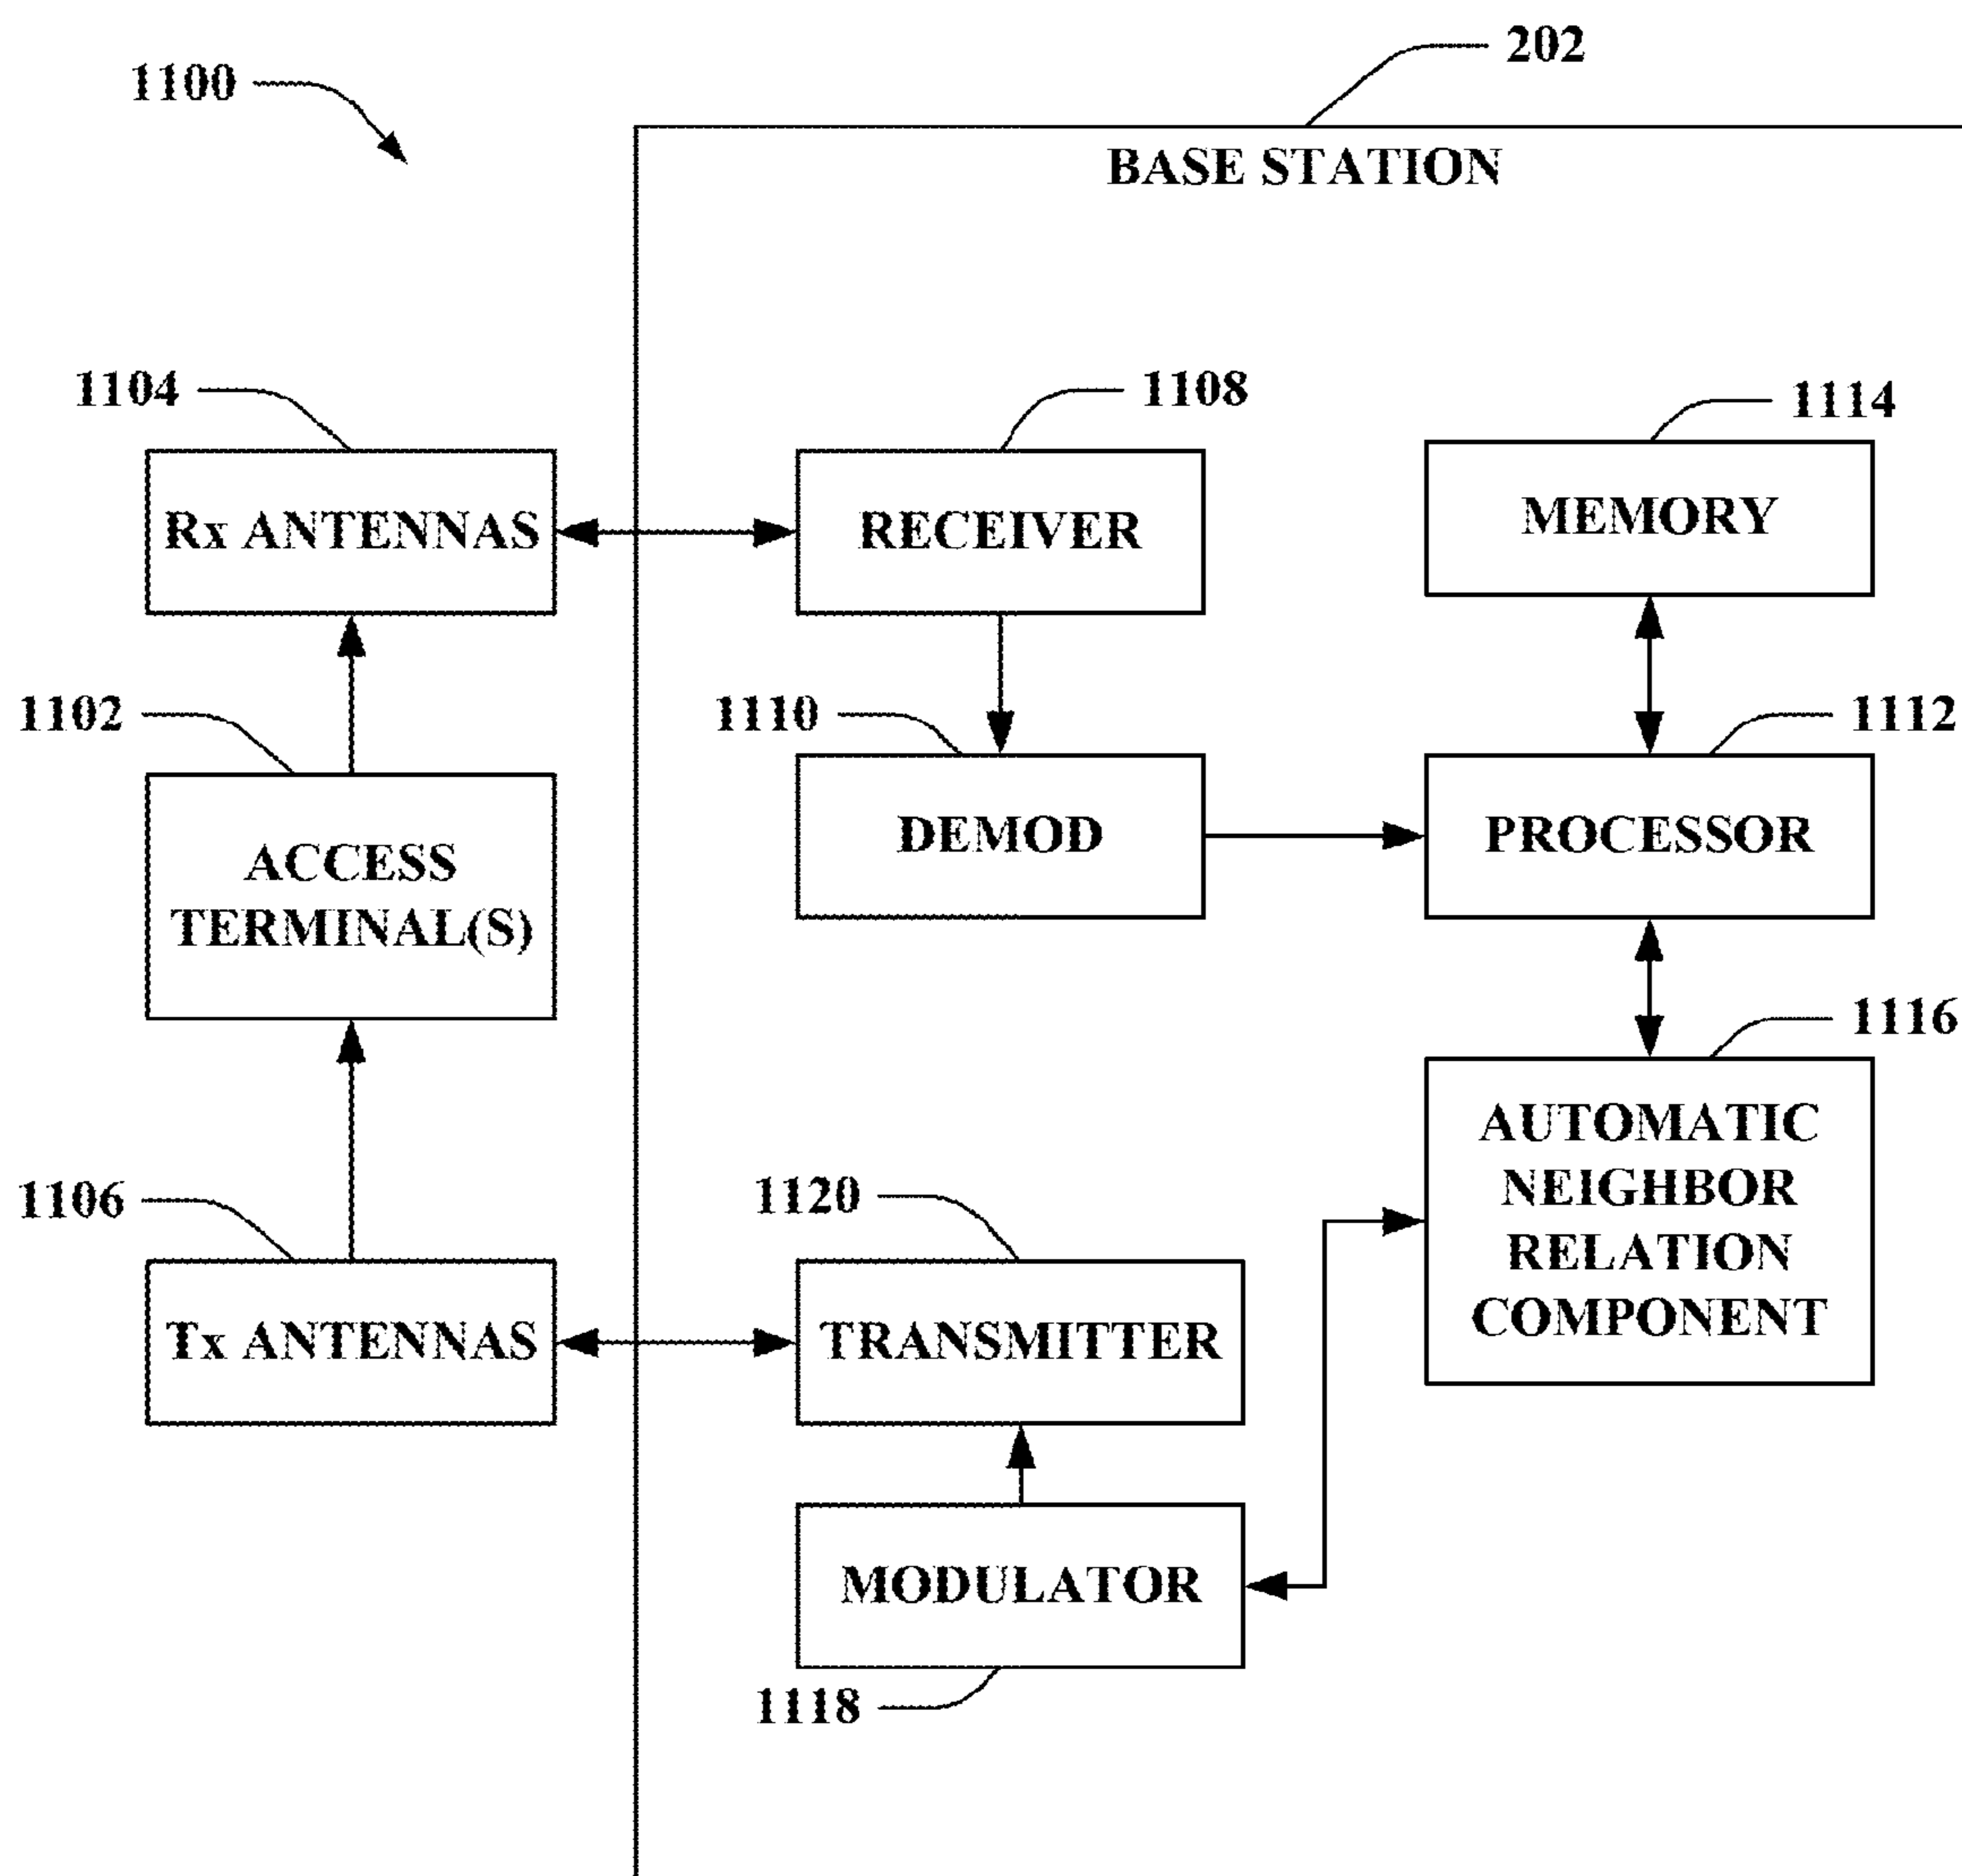 202
1100
BASE STATION
1104
1108
1114
Rx ANTENNAS
RECEIVER
MEMORY
1102
1110
1112
ACCESS
TERMINAL(S)
DEMOD
PROCESSOR
1116
1106
1120
AUTOMATIC
NEIGHBOR
RELATION
COMPONENT
Tx ANTENNAS
TRANSMITTER
MODULATOR
1118